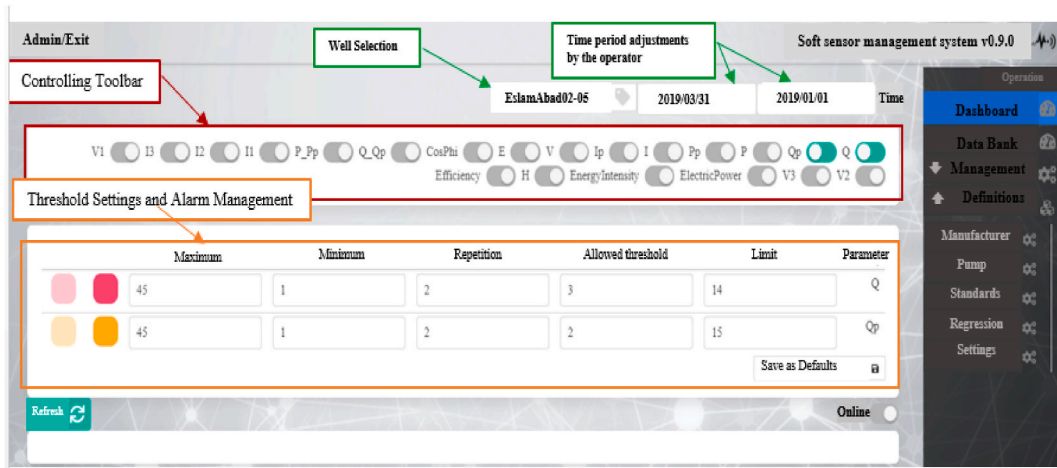 Admin/Exit
Well Selection
Time period adjustments
by the operator
Soft sensor management system v0.9.0
Controlling Toolbar
EslamAbad02-05 2019/03/31 2019/01/01 Time
V1 I3 I2 I1 P_Pp Q_Qp CosPhi E V Ip I Pp P Qp Q
Efficiency H EnergyIntensity ElectricPower V3 V2
Threshold Settings and Alarm Management
Maximum Minimum Repetition Allowed threshold Limit Parameter
45 1 2 3 14 Q
45 1 2 2 15 Qp
Save as Defaults
Refresh
Online
Operation
Dashboard
Data Bank
Management
Definitions
Manufacturer
Pump
Standards
Regression
Settings